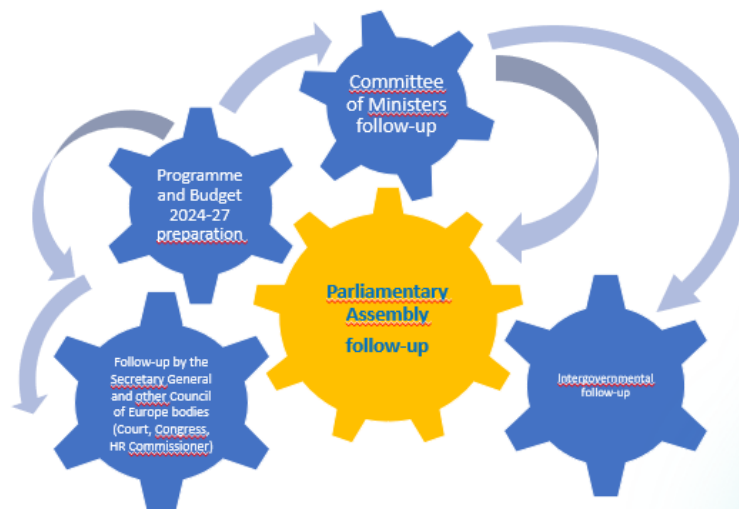 Committee
of Ministers
follow-up
Programme
and Budget
2024-27
preparation
Parliamentary
Assembly
follow-up
Follow-up by the
Secretary General
and other Council
of Europe bodies
(Court, Congress,
HR Commissioner)
Intergovernmental
follow-up